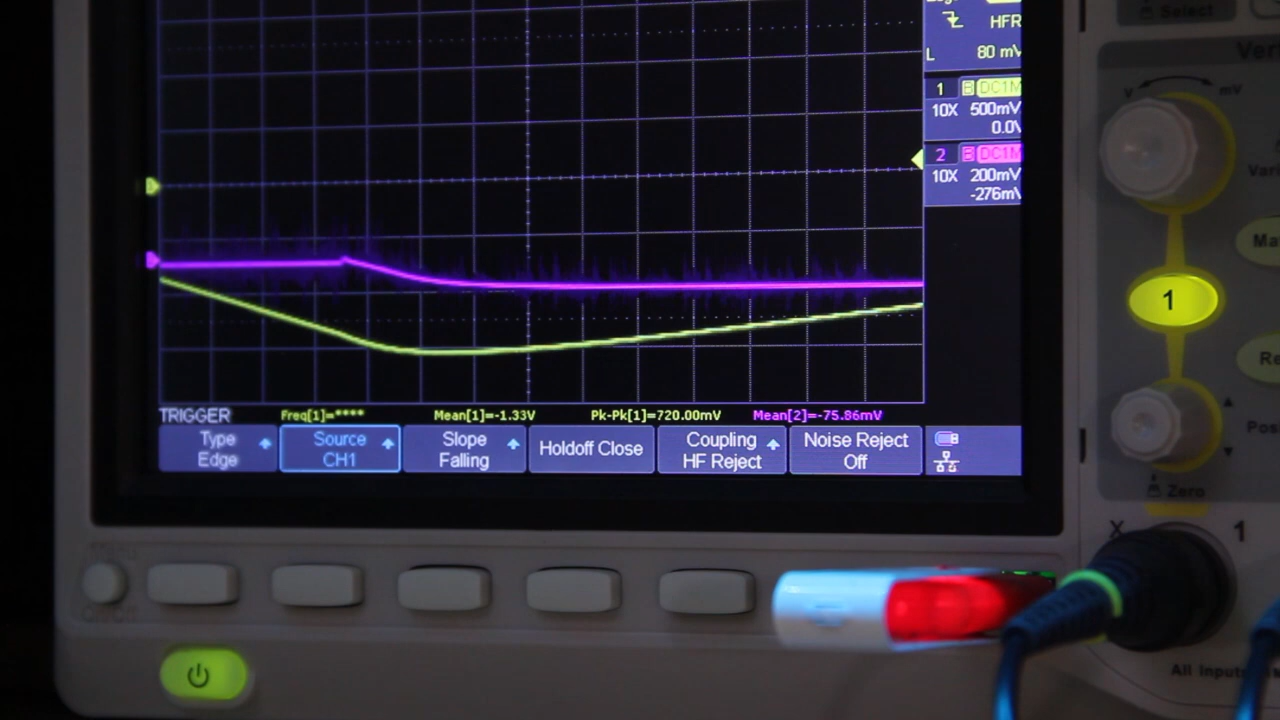 HFR
L 80 mV
1 B DC1M
10X 500mV
0.0V
2 B DC1M
10X 200mV
-276mV
TRIGGER Freq[1]=**** Mean[1]=-1.33V Pk-Pk[1]=720.00mV Mean[2]=-75.86mV
Type Edge
Source CH1
Slope Falling
Holdoff Close
Coupling HF Reject
Noise Reject Off
Select
V mV
1
Zero
X 1
All Inputs